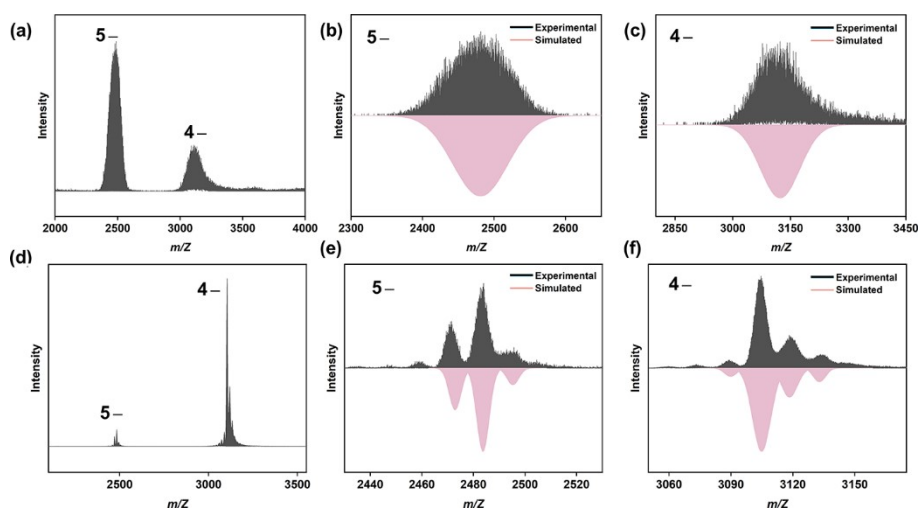 (a)
5 –
4 –
Intensity
2000 2500 3000 3500 4000
m/Z
(b)
5 –
Experimental
Simulated
Intensity
2300 2400 2500 2600
m/Z
(c)
4 –
Experimental
Simulated
Intensity
2850 3000 3150 3300 3450
m/Z
(d)
5 –
4 –
Intensity
2500 3000 3500
m/Z
(e)
5 –
Experimental
Simulated
Intensity
2440 2460 2480 2500 2520
m/Z
(f)
4 –
Experimental
Simulated
Intensity
3060 3090 3120 3150
m/Z